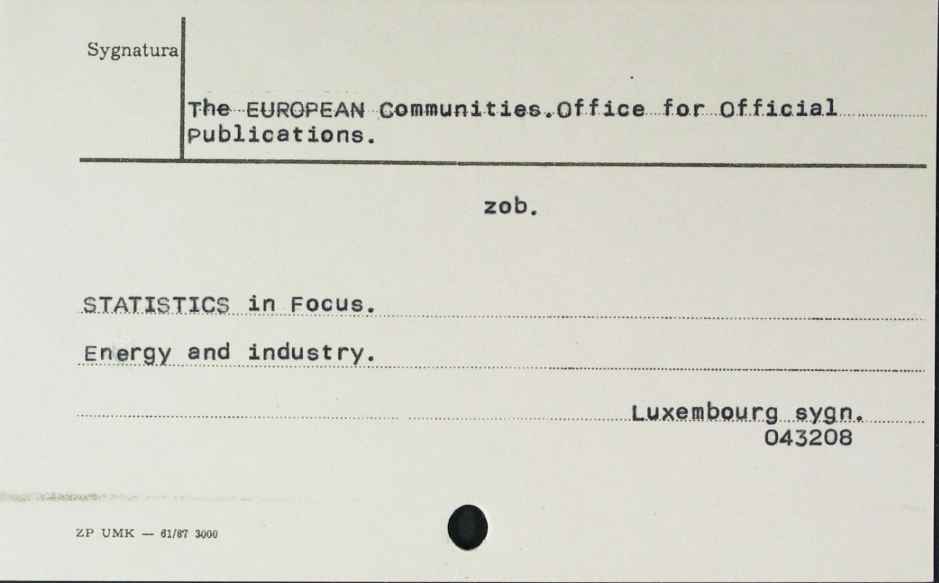 Sygnatura
The EUROPEAN Communities.Office for Official
Publications.
zob.
STATISTICS in Focus.
Energy and industry.
Luxembourg sygn.
043208
ZP UMK — 61/87 3000